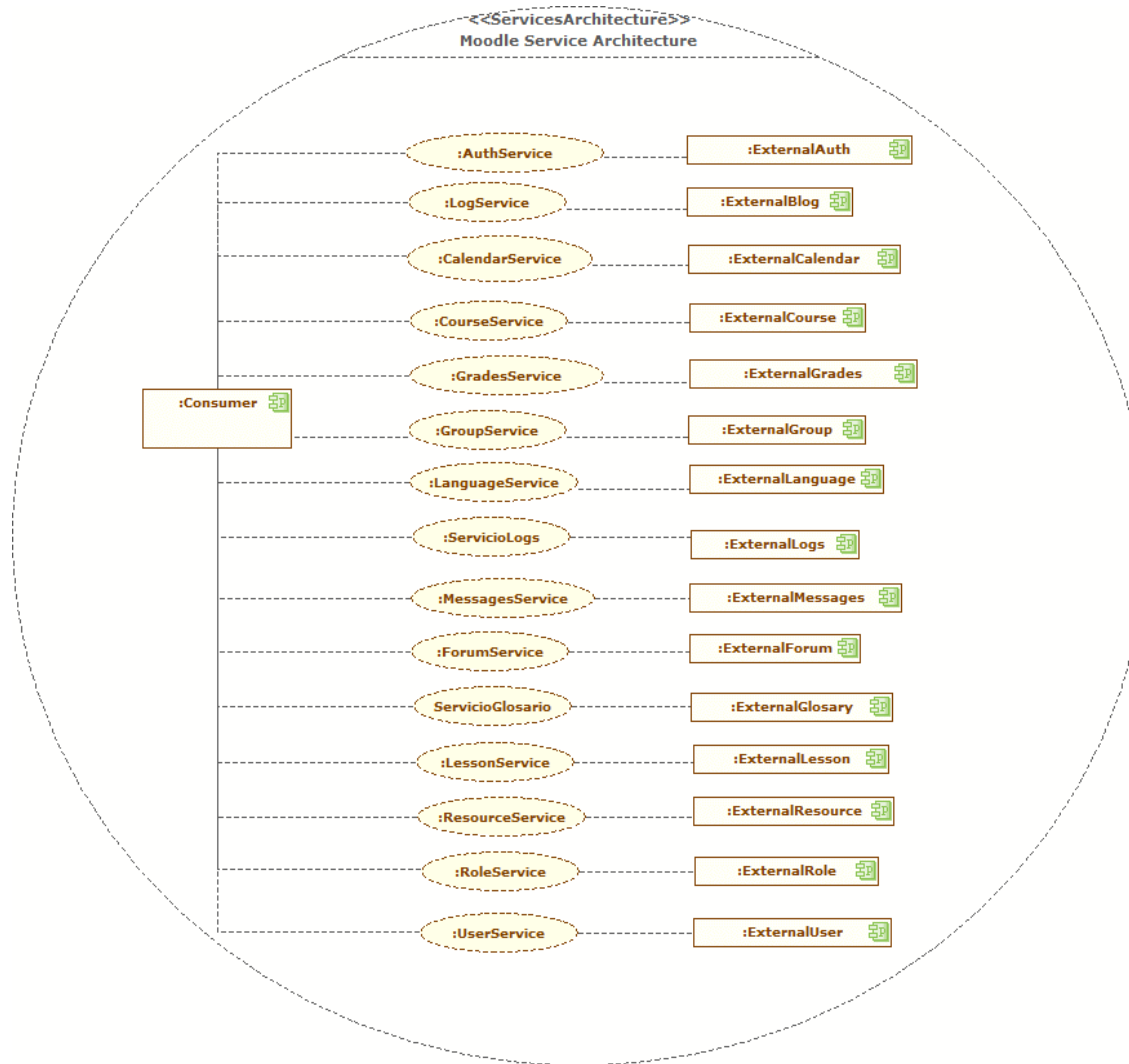 <<ServicesArchitecture>>
Moodle Service Architecture
:AuthService
:ExternalAuth
:LogService
:ExternalBlog
:CalendarService
:ExternalCalendar
:CourseService
:ExternalCourse
:GradesService
:ExternalGrades
:Consumer
:GroupService
:ExternalGroup
:LanguageService
:ExternalLanguage
:ServicioLogs
:ExternalLogs
:MessagesService
:ExternalMessages
:ForumService
:ExternalForum
ServicioGlosario
:ExternalGlosary
:LessonService
:ExternalLesson
:ResourceService
:ExternalResource
:RoleService
:ExternalRole
:UserService
:ExternalUser